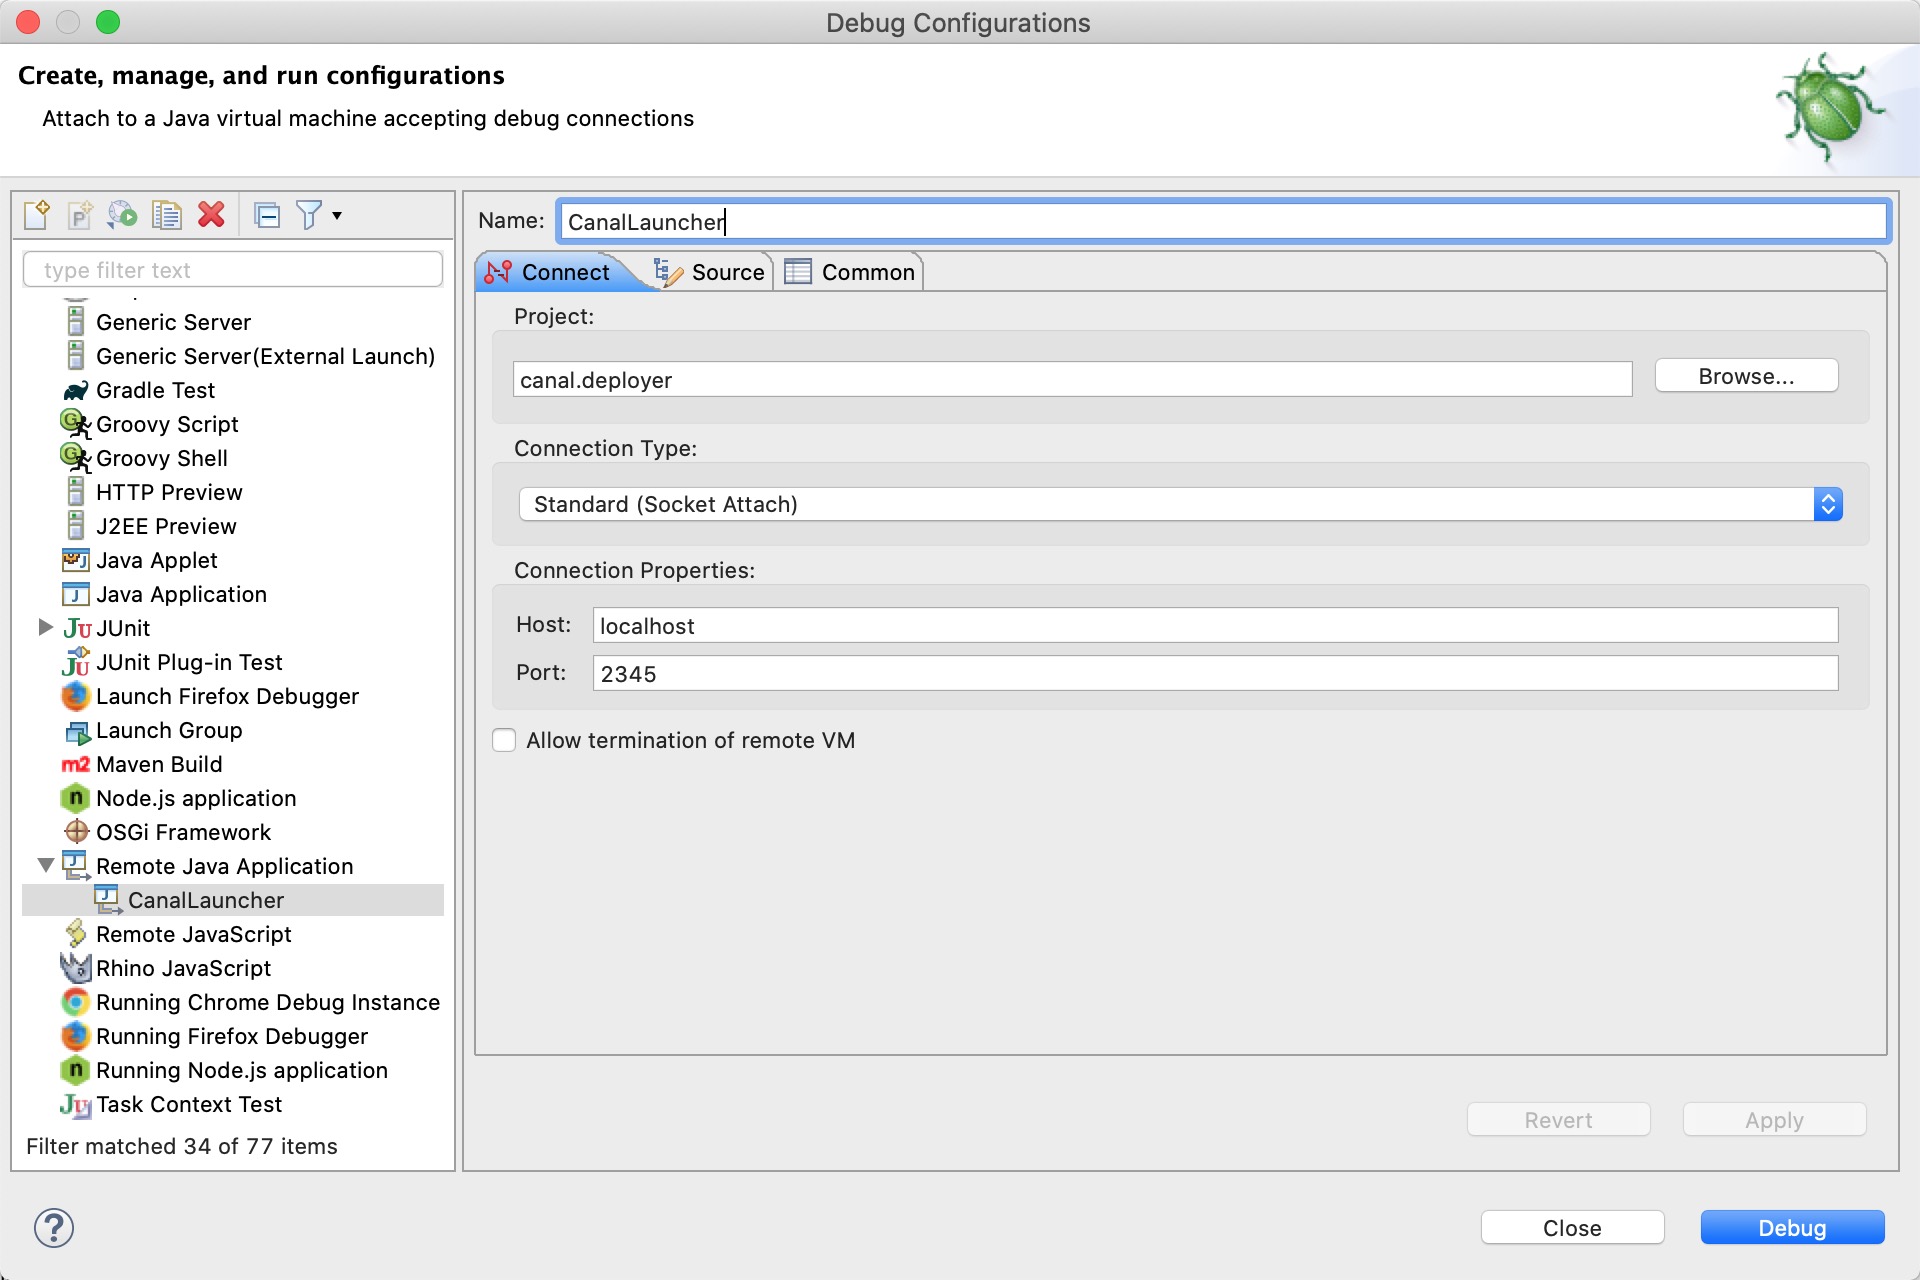 Debug Configurations
Create, manage, and run configurations
Attach to a Java virtual machine accepting debug connections
type filter text
Generic Server
Generic Server(External Launch)
Gradle Test
Groovy Script
Groovy Shell
HTTP Preview
J2EE Preview
Java Applet
Java Application
JUnit
JUnit Plug-in Test
Launch Firefox Debugger
Launch Group
Maven Build
Node.js application
OSGi Framework
Remote Java Application
CanalLauncher
Remote JavaScript
Rhino JavaScript
Running Chrome Debug Instance
Running Firefox Debugger
Running Node.js application
Task Context Test
Filter matched 34 of 77 items
Name: CanalLauncher
Connect Source Common
Project:
canal.deployer Browse...
Connection Type:
Standard (Socket Attach)
Connection Properties:
Host: localhost
Port: 2345
Allow termination of remote VM
Revert Apply
Close Debug